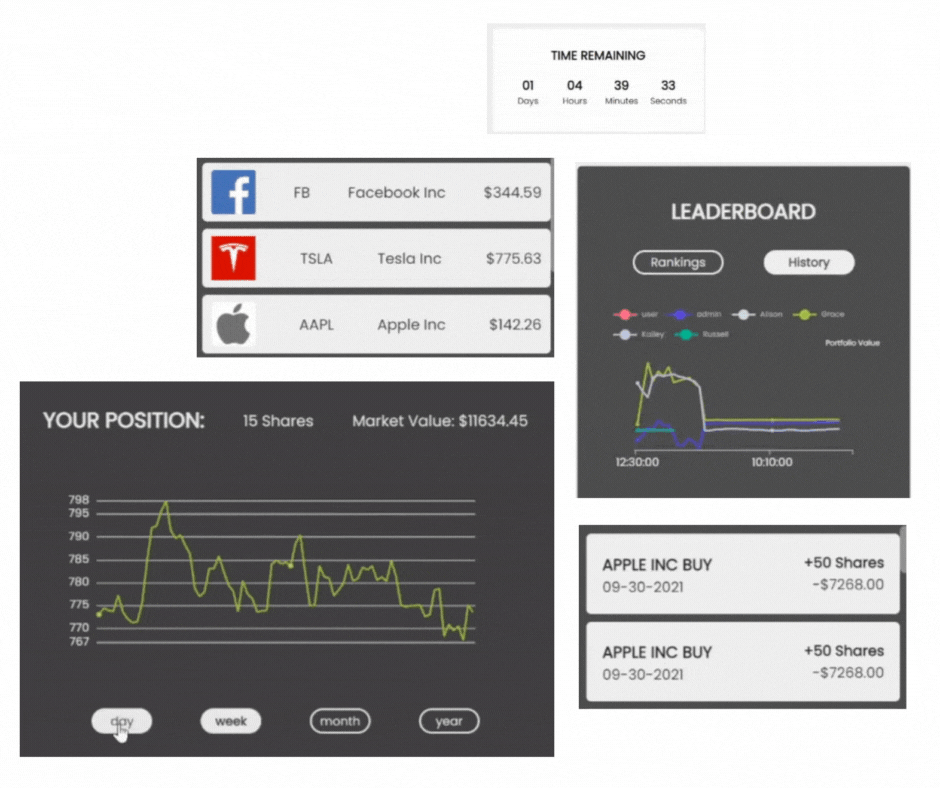 TIME REMAINING
01 04 39 33
Days Hours Minutes Seconds
FB Facebook Inc $344.59
TSLA Tesla Inc $775.63
AAPL Apple Inc $142.26
LEADERBOARD
Rankings History
user admin Alison Grace
Kalley Russell
Portfolio Value
12:30:00 10:10:00
YOUR POSITION: 15 Shares Market Value: $11634.45
798
795
790
785
780
775
770
767
day week month year
APPLE INC BUY +50 Shares
09-30-2021 -$7268.00
APPLE INC BUY +50 Shares
09-30-2021 -$7268.00